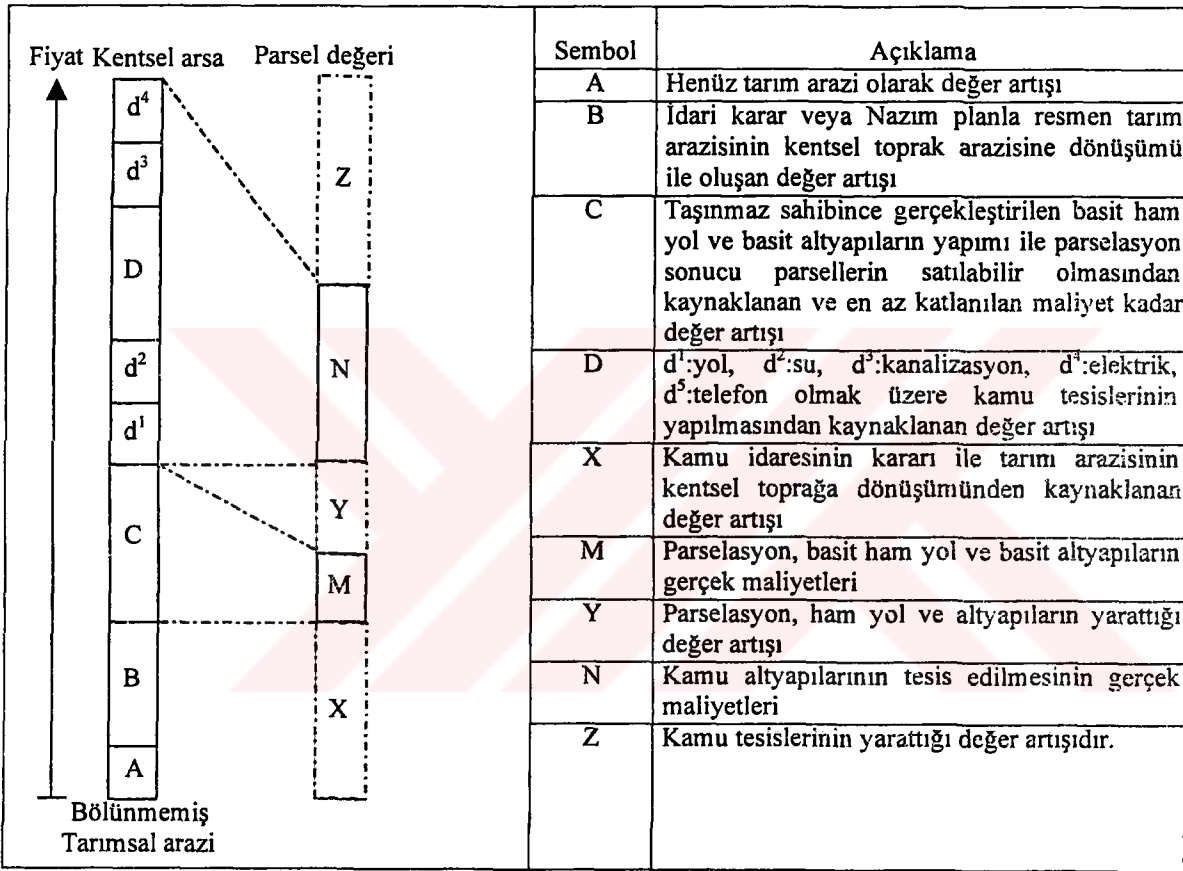 Fiyat Kentsel arsa Parsel değeri
d⁴
d³
D
d²
d¹
C
B
A
Z
N
Y
M
X
Bölünmemiş
Tarımsal arazi
Sembol Açıklama
A Henüz tarım arazi olarak değer artışı
B İdari karar veya Nazım planla resmen tarım
arazisinin kentsel toprak arazisine dönüşümü
ile oluşan değer artışı
C Taşınmaz sahibince gerçekleştirilen basit ham
yol ve basit altyapıların yapımı ile parselasyon
sonucu parsellerin satılabilir olmasından
kaynaklanan ve en az katlanılan maliyet kadar
değer artışı
D d¹:yol, d²:su, d³:kanalizasyon, d⁴:elektrik,
d⁵:telefon olmak üzere kamu tesislerinin
yapılmasından kaynaklanan değer artışı
X Kamu idaresinin kararı ile tarım arazisinin
kentsel toprağa dönüşümünden kaynaklanan
değer artışı
M Parselasyon, basit ham yol ve basit altyapıların
gerçek maliyetleri
Y Parselasyon, ham yol ve altyapıların yarattığı
değer artışı
N Kamu altyapılarının tesis edilmesinin gerçek
maliyetleri
Z Kamu tesislerinin yarattığı değer artışıdır.